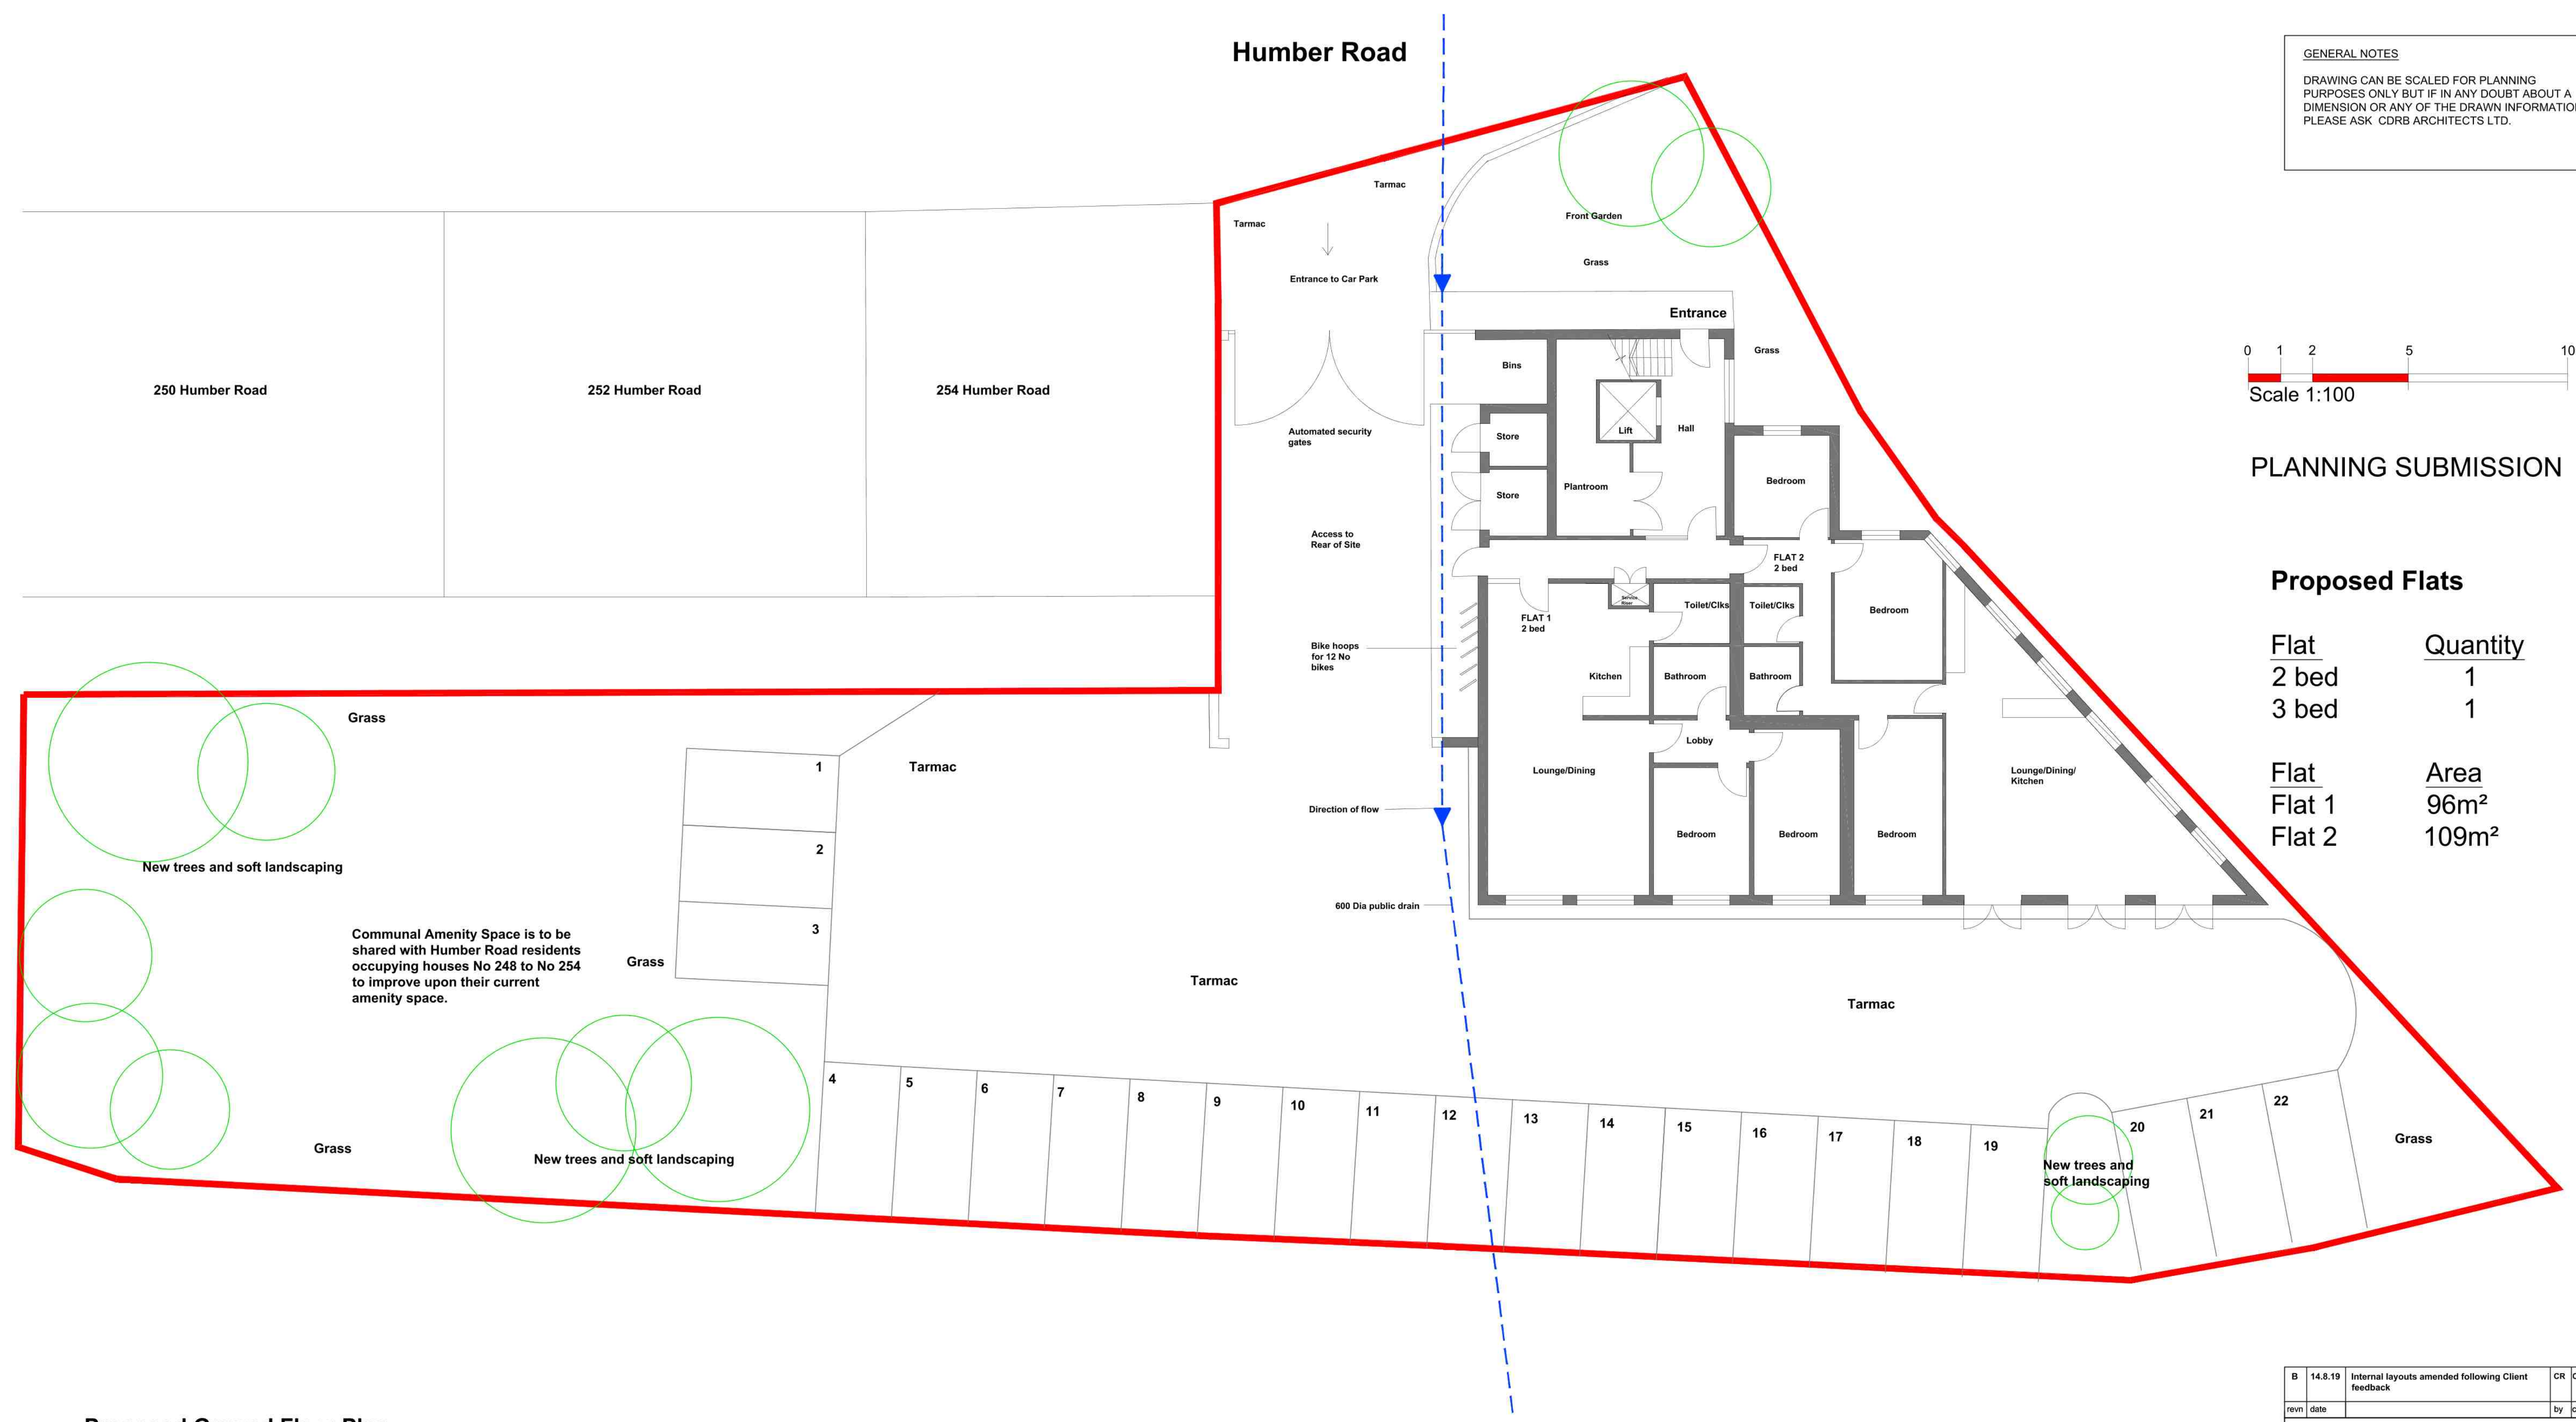 Humber Road
GENERAL NOTES
DRAWING CAN BE SCALED FOR PLANNING
PURPOSES ONLY BUT IF IN ANY DOUBT ABOUT A
DIMENSION OR ANY OF THE DRAWN
PLEASE ASK CDRB ARCHITECTS LTD.
Tarmac
Tarmac
Front Garden
Grass
Entrance to Car Park
Entrance
Grass
0 1 2 5 10
Scale 1:100
250 Humber Road
252 Humber Road
254 Humber Road
Bins
Automated security
gates
Store
Lift
Hall
Store
Plantroom
Bedroom
PLANNING SUBMISSION
Access to
Rear of Site
FLAT 2
2 bed
Service
Riser
Toilet/Clks
Toilet/Clks
Bedroom
FLAT 1
2 bed
Bike hoops
for 12 No
bikes
Kitchen
Bathroom
Bathroom
Proposed Flats
Flat Quantity
2 bed 1
3 bed 1
Flat Area
Flat 1 96m²
Flat 2 109m²
Grass
1
Tarmac
Lobby
Lounge/Dining
Lounge/Dining/
Kitchen
Direction of flow
Bedroom
Bedroom
Bedroom
2
New trees and soft landscaping
600 Dia public drain
3
Communal Amenity Space is to be
shared with Humber Road residents
occupying houses No 248 to No 254
to improve upon their current
amenity space.
Grass
Tarmac
Tarmac
4
5
6
7
8
9
10
11
12
13
14
15
16
17
18
19
20
21
22
Grass
Grass
New trees and soft landscaping
New trees and
soft landscaping
B 14.8.19 Internal layouts amended following Client CR
feedback
revn date by